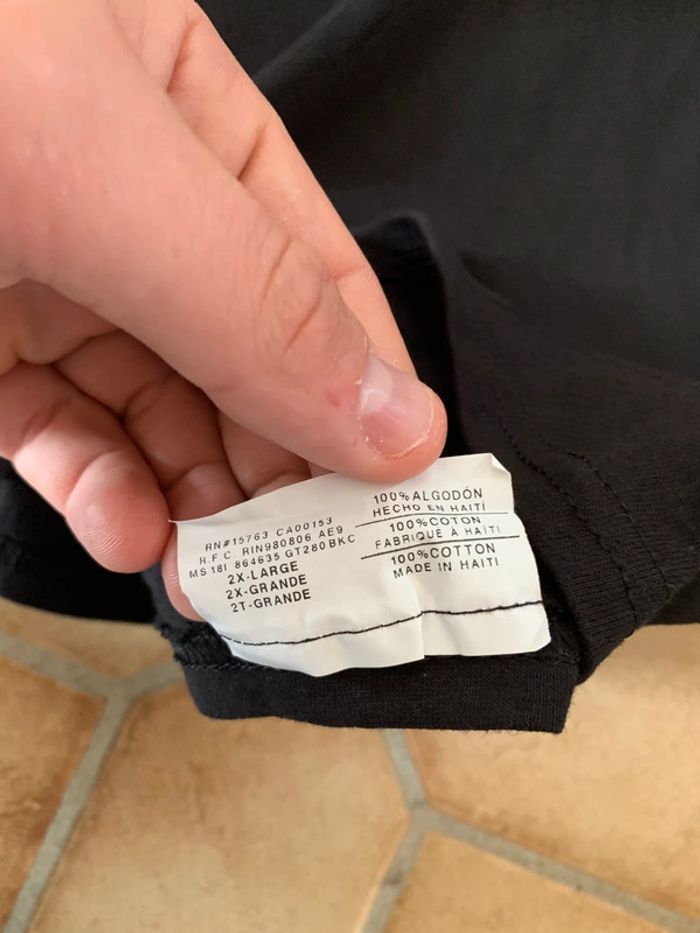 RN#15763 CA00153
R.F.C. RIN980806 AE9
MS 18I 864635 GT280BKC
2X-LARGE
2X-GRANDE
2T-GRANDE
100% ALGODÓN
HECHO EN HAITÍ
100% COTON
FABRIQUE À HAITI
100% COTTON
MADE IN HAITI